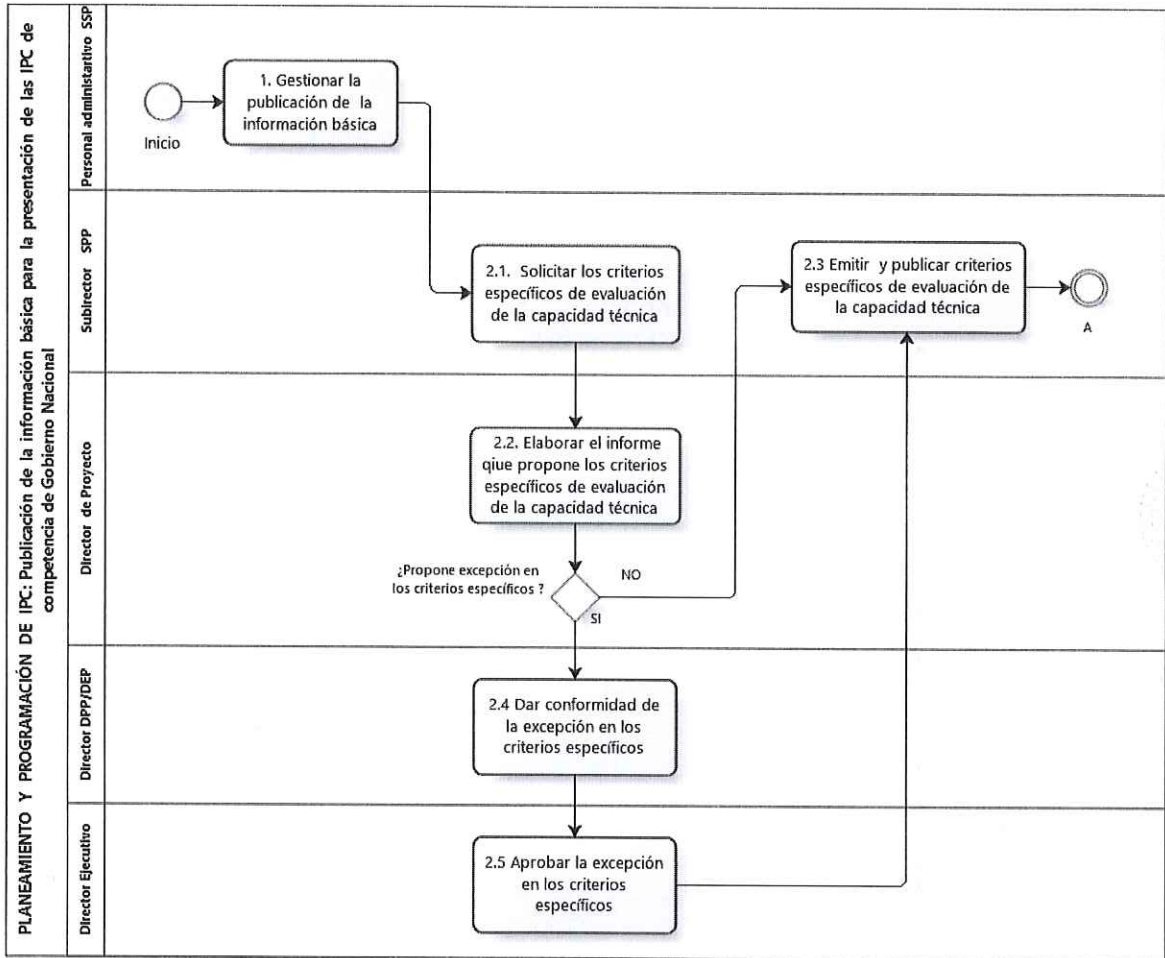 PLANEAMIENTO Y PROGRAMACIÓN DE IPC: Publicación de la información básica para la presentación de las IPC de
competencia de Gobierno Nacional
Personal administartivo SSP
Inicio
1. Gestionar la
publicación de la
información básica
Subirector SPP
2.1. Solicitar los criterios
específicos de evaluación
de la capacidad técnica
2.3 Emitir y publicar criterios
específicos de evaluación de
la capacidad técnica
A
Director de Proyecto
2.2. Elaborar el informe
qiue propone los criterios
específicos de evaluación
de la capacidad técnica
¿Propone excepción en
los criterios específicos ?
NO
SI
Director DPP/DEP
2.4 Dar conformidad de
la excepción en los
criterios específicos
Director Ejecutivo
2.5 Aprobar la excepción
en los criterios
específicos